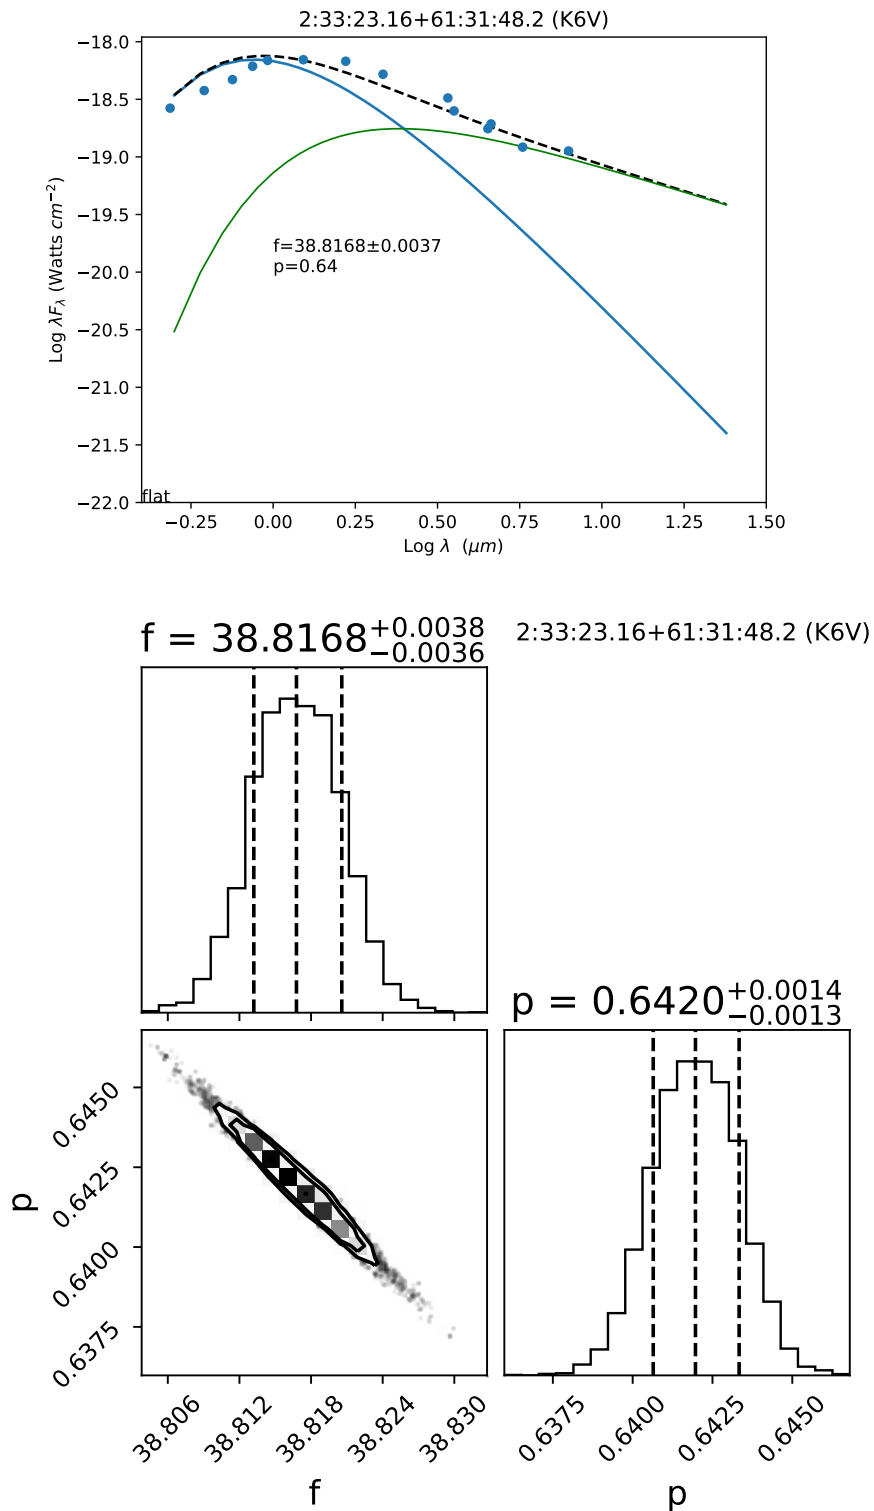 2:33:23.16+61:31:48.2 (K6V)
−18.0
−18.5
−19.0
−19.5
−20.0
−20.5
−21.0
−21.5
−22.0
Log λF_λ (Watts cm^{−2})
f=38.8168±0.0037
p=0.64
flat
−0.25 0.00 0.25 0.50 0.75 1.00 1.25 1.50
Log λ (μm)
f = 38.8168^{+0.0038}_{−0.0036}
2:33:23.16+61:31:48.2 (K6V)
p = 0.6420^{+0.0014}_{−0.0013}
0.6450
0.6425
0.6400
0.6375
p
38.806 38.812 38.818 38.824 38.830
f
0.6375 0.6400 0.6425 0.6450
p